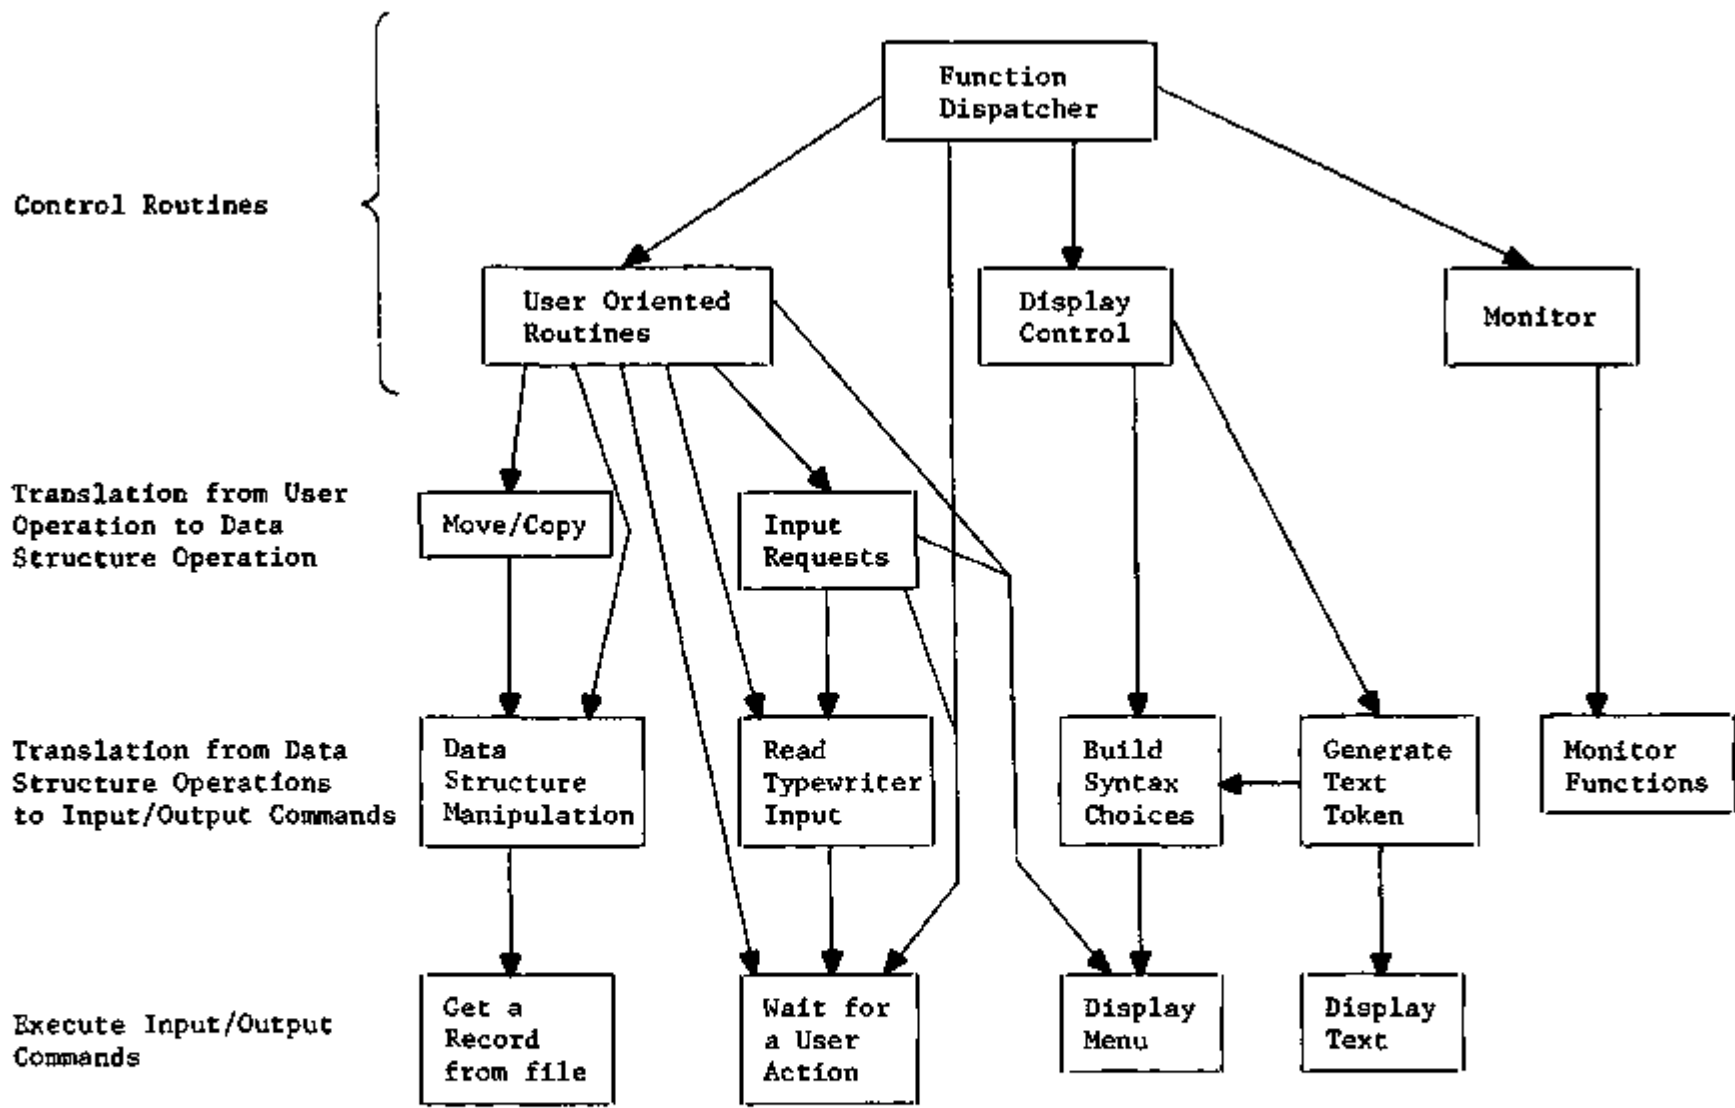 Function
Dispatcher
Control Routines
User Oriented
Routines
Display
Control
Monitor
Translation from User
Operation to Data
Structure Operation
Move/Copy
Input
Requests
Translation from Data
Structure Operations
to Input/Output Commands
Data
Structure
Manipulation
Read
Typewriter
Input
Build
Syntax
Choices
Generate
Text
Token
Monitor
Functions
Execute Input/Output
Commands
Get a
Record
from file
Wait for
a User
Action
Display
Menu
Display
Text